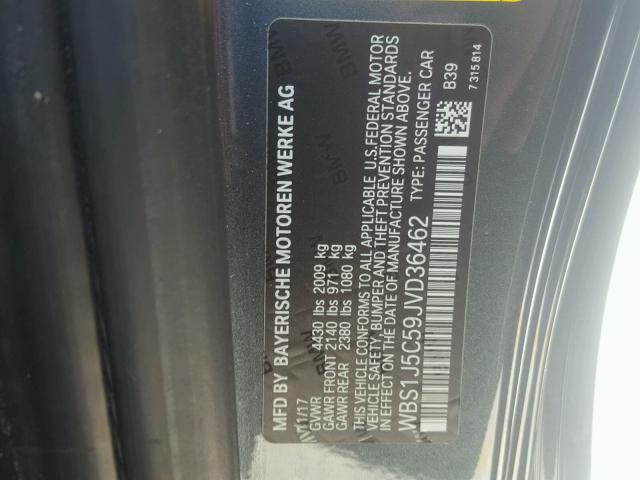 MFD BY BAYERISCHE MOTOREN WERKE AG
11/17
GVWR 4430 lbs 2009 kg
GAWR FRONT 2140 lbs 971 kg
GAWR REAR 2380 lbs 1080 kg
THIS VEHICLE CONFORMS TO ALL APPLICABLE U.S.FEDERAL MOTOR
VEHICLE SAFETY, BUMPER AND THEFT PREVENTION STANDARDS
IN EFFECT ON THE DATE OF MANUFACTURE SHOWN ABOVE.
WBS1J5C59JVD36462 TYPE: PASSENGER CAR
B39
7 315 814
BMW
BMW
BMW